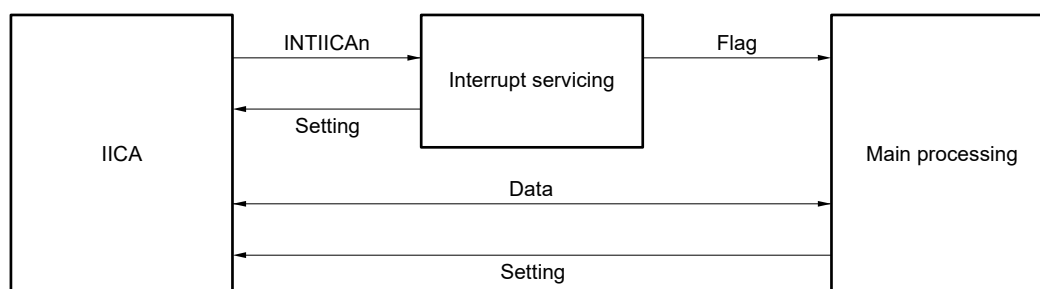 INTIICAn
Flag
Interrupt servicing
Setting
IICA
Main processing
Data
Setting